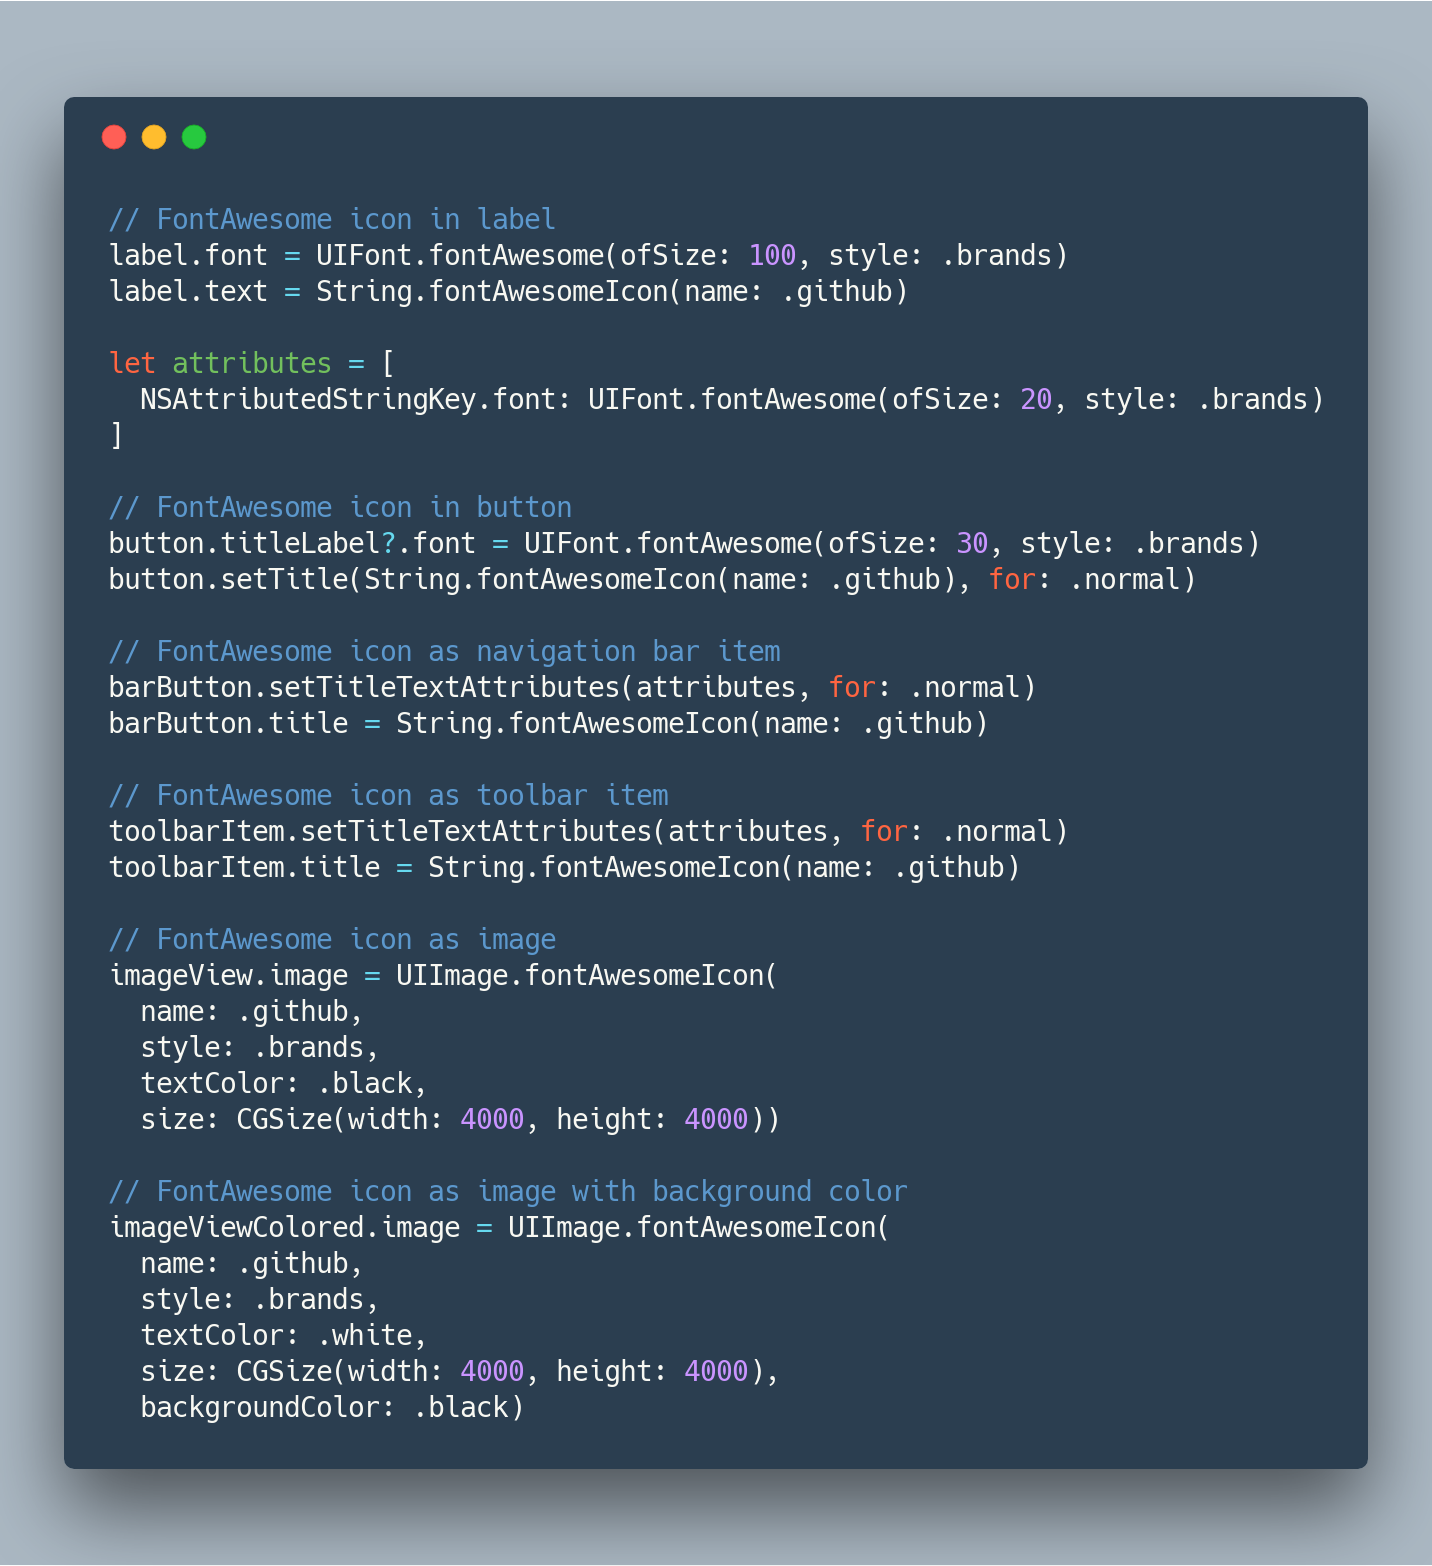 // FontAwesome icon in label
label.font = UIFont.fontAwesome(ofSize: 100, style: .brands)
label.text = String.fontAwesomeIcon(name: .github)

let attributes = [
  NSAttributedStringKey.font: UIFont.fontAwesome(ofSize: 20, style: .brands)
]

// FontAwesome icon in button
button.titleLabel?.font = UIFont.fontAwesome(ofSize: 30, style: .brands)
button.setTitle(String.fontAwesomeIcon(name: .github), for: .normal)

// FontAwesome icon as navigation bar item
barButton.setTitleTextAttributes(attributes, for: .normal)
barButton.title = String.fontAwesomeIcon(name: .github)

// FontAwesome icon as toolbar item
toolbarItem.setTitleTextAttributes(attributes, for: .normal)
toolbarItem.title = String.fontAwesomeIcon(name: .github)

// FontAwesome icon as image
imageView.image = UIImage.fontAwesomeIcon(
  name: .github,
  style: .brands,
  textColor: .black,
  size: CGSize(width: 4000, height: 4000))

// FontAwesome icon as image with background color
imageViewColored.image = UIImage.fontAwesomeIcon(
  name: .github,
  style: .brands,
  textColor: .white,
  size: CGSize(width: 4000, height: 4000),
  backgroundColor: .black)